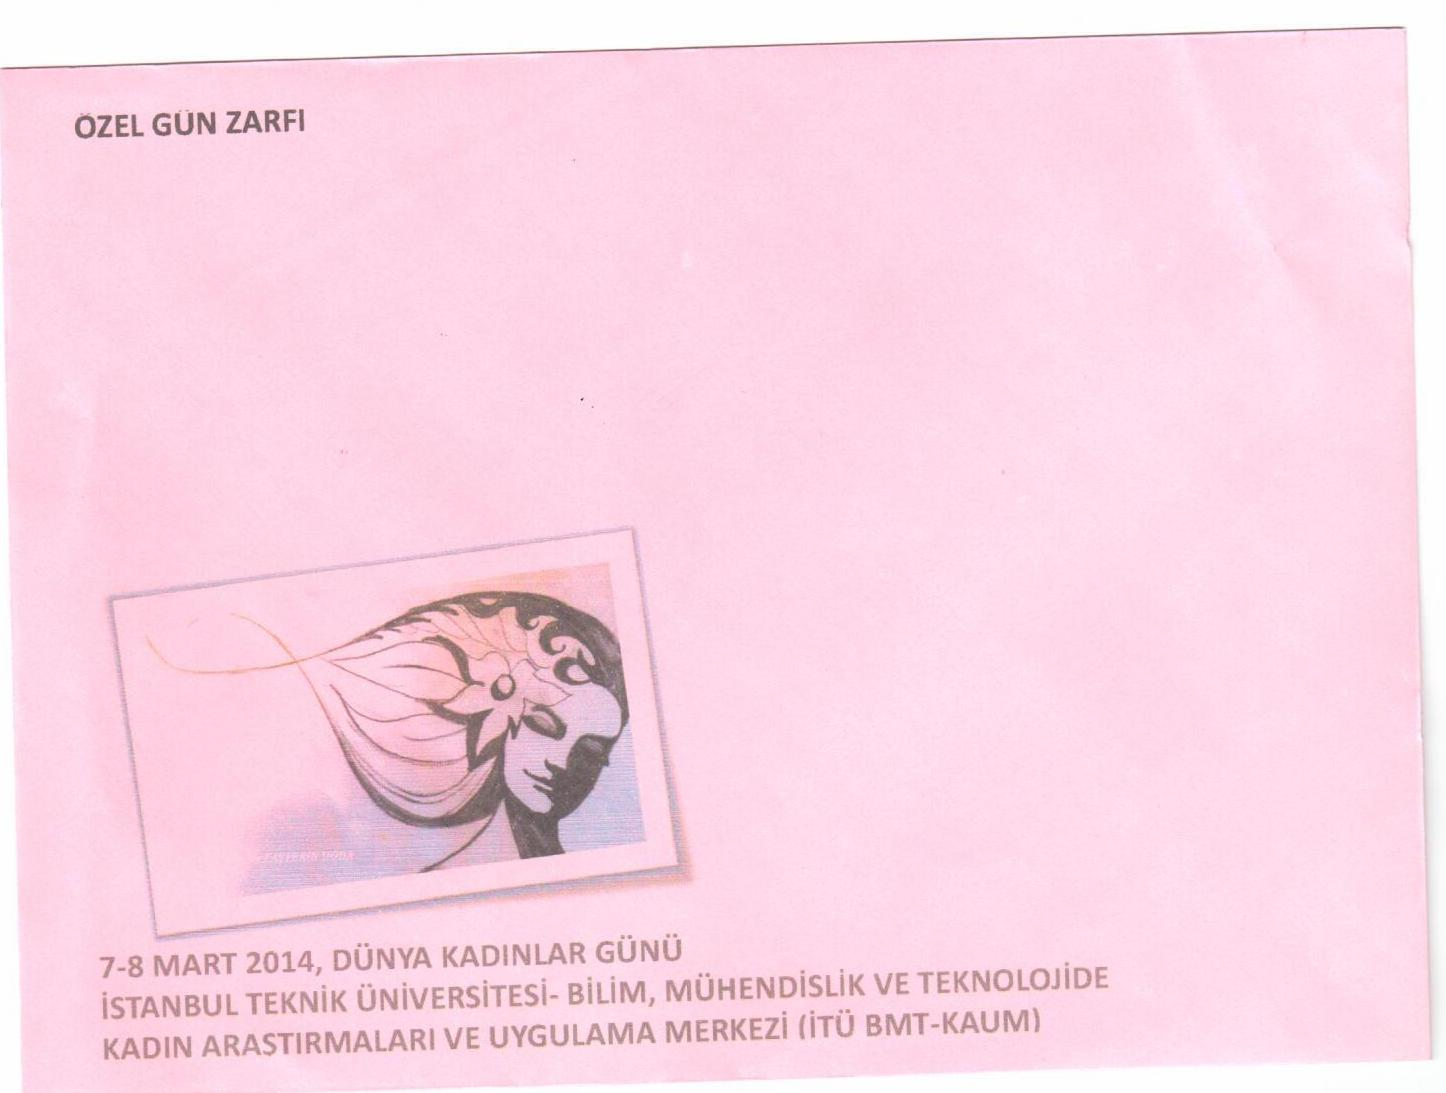 ÖZEL GÜN ZARFI
7-8 MART 2014, DÜNYA KADINLAR GÜNÜ
İSTANBUL TEKNİK ÜNİVERSİTESİ- BİLİM, MÜHENDİSLİK VE TEKNOLOJİDE
KADIN ARASTIRMALARI VE UYGULAMA MERKEZİ (İTÜ BMT-KAUM)